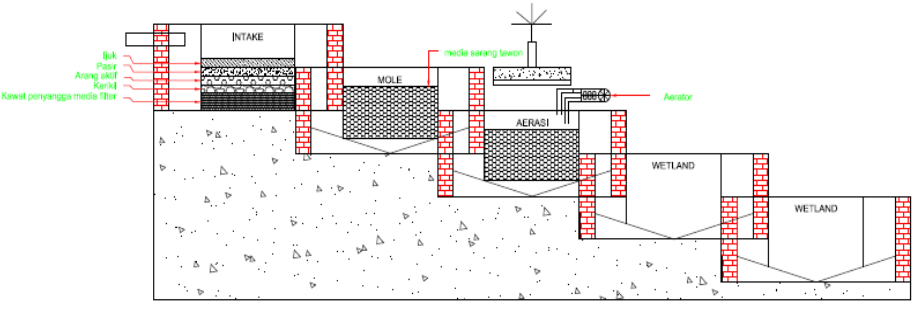 INTAKE
Ijuk
Pasir
Arang aktif
Kerikil
Kawat penyangga media filter
MOLE
media sarang tawon
Aerator
AERASI
WETLAND
WETLAND